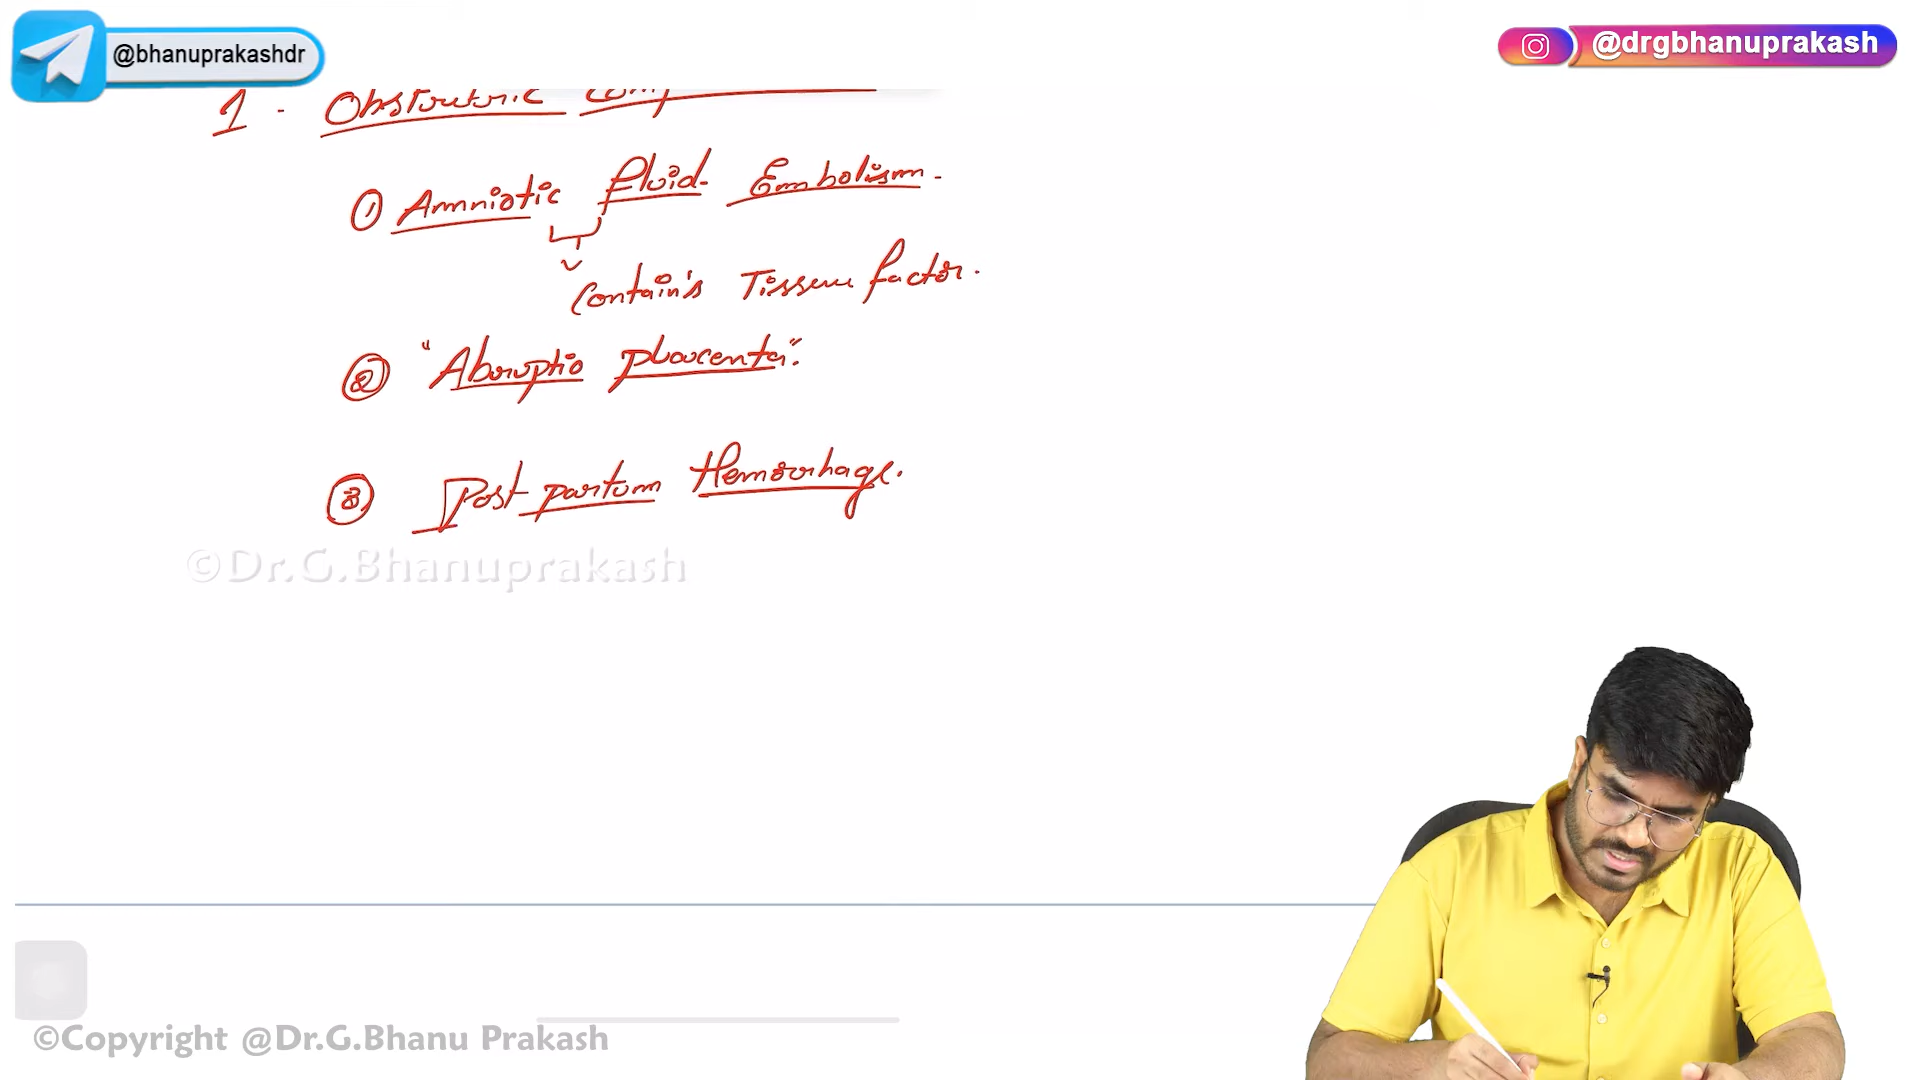 @bhanuprakashdr
@drgbhanuprakash
1 - Obstetric
① Amniotic fluid Embolism.
Contain's Tissue factor.
② "Abruptio placenta".
③ Post partum Hemorrhage.
©Dr.G.Bhanuprakash
©Copyright @Dr.G.Bhanu Prakash